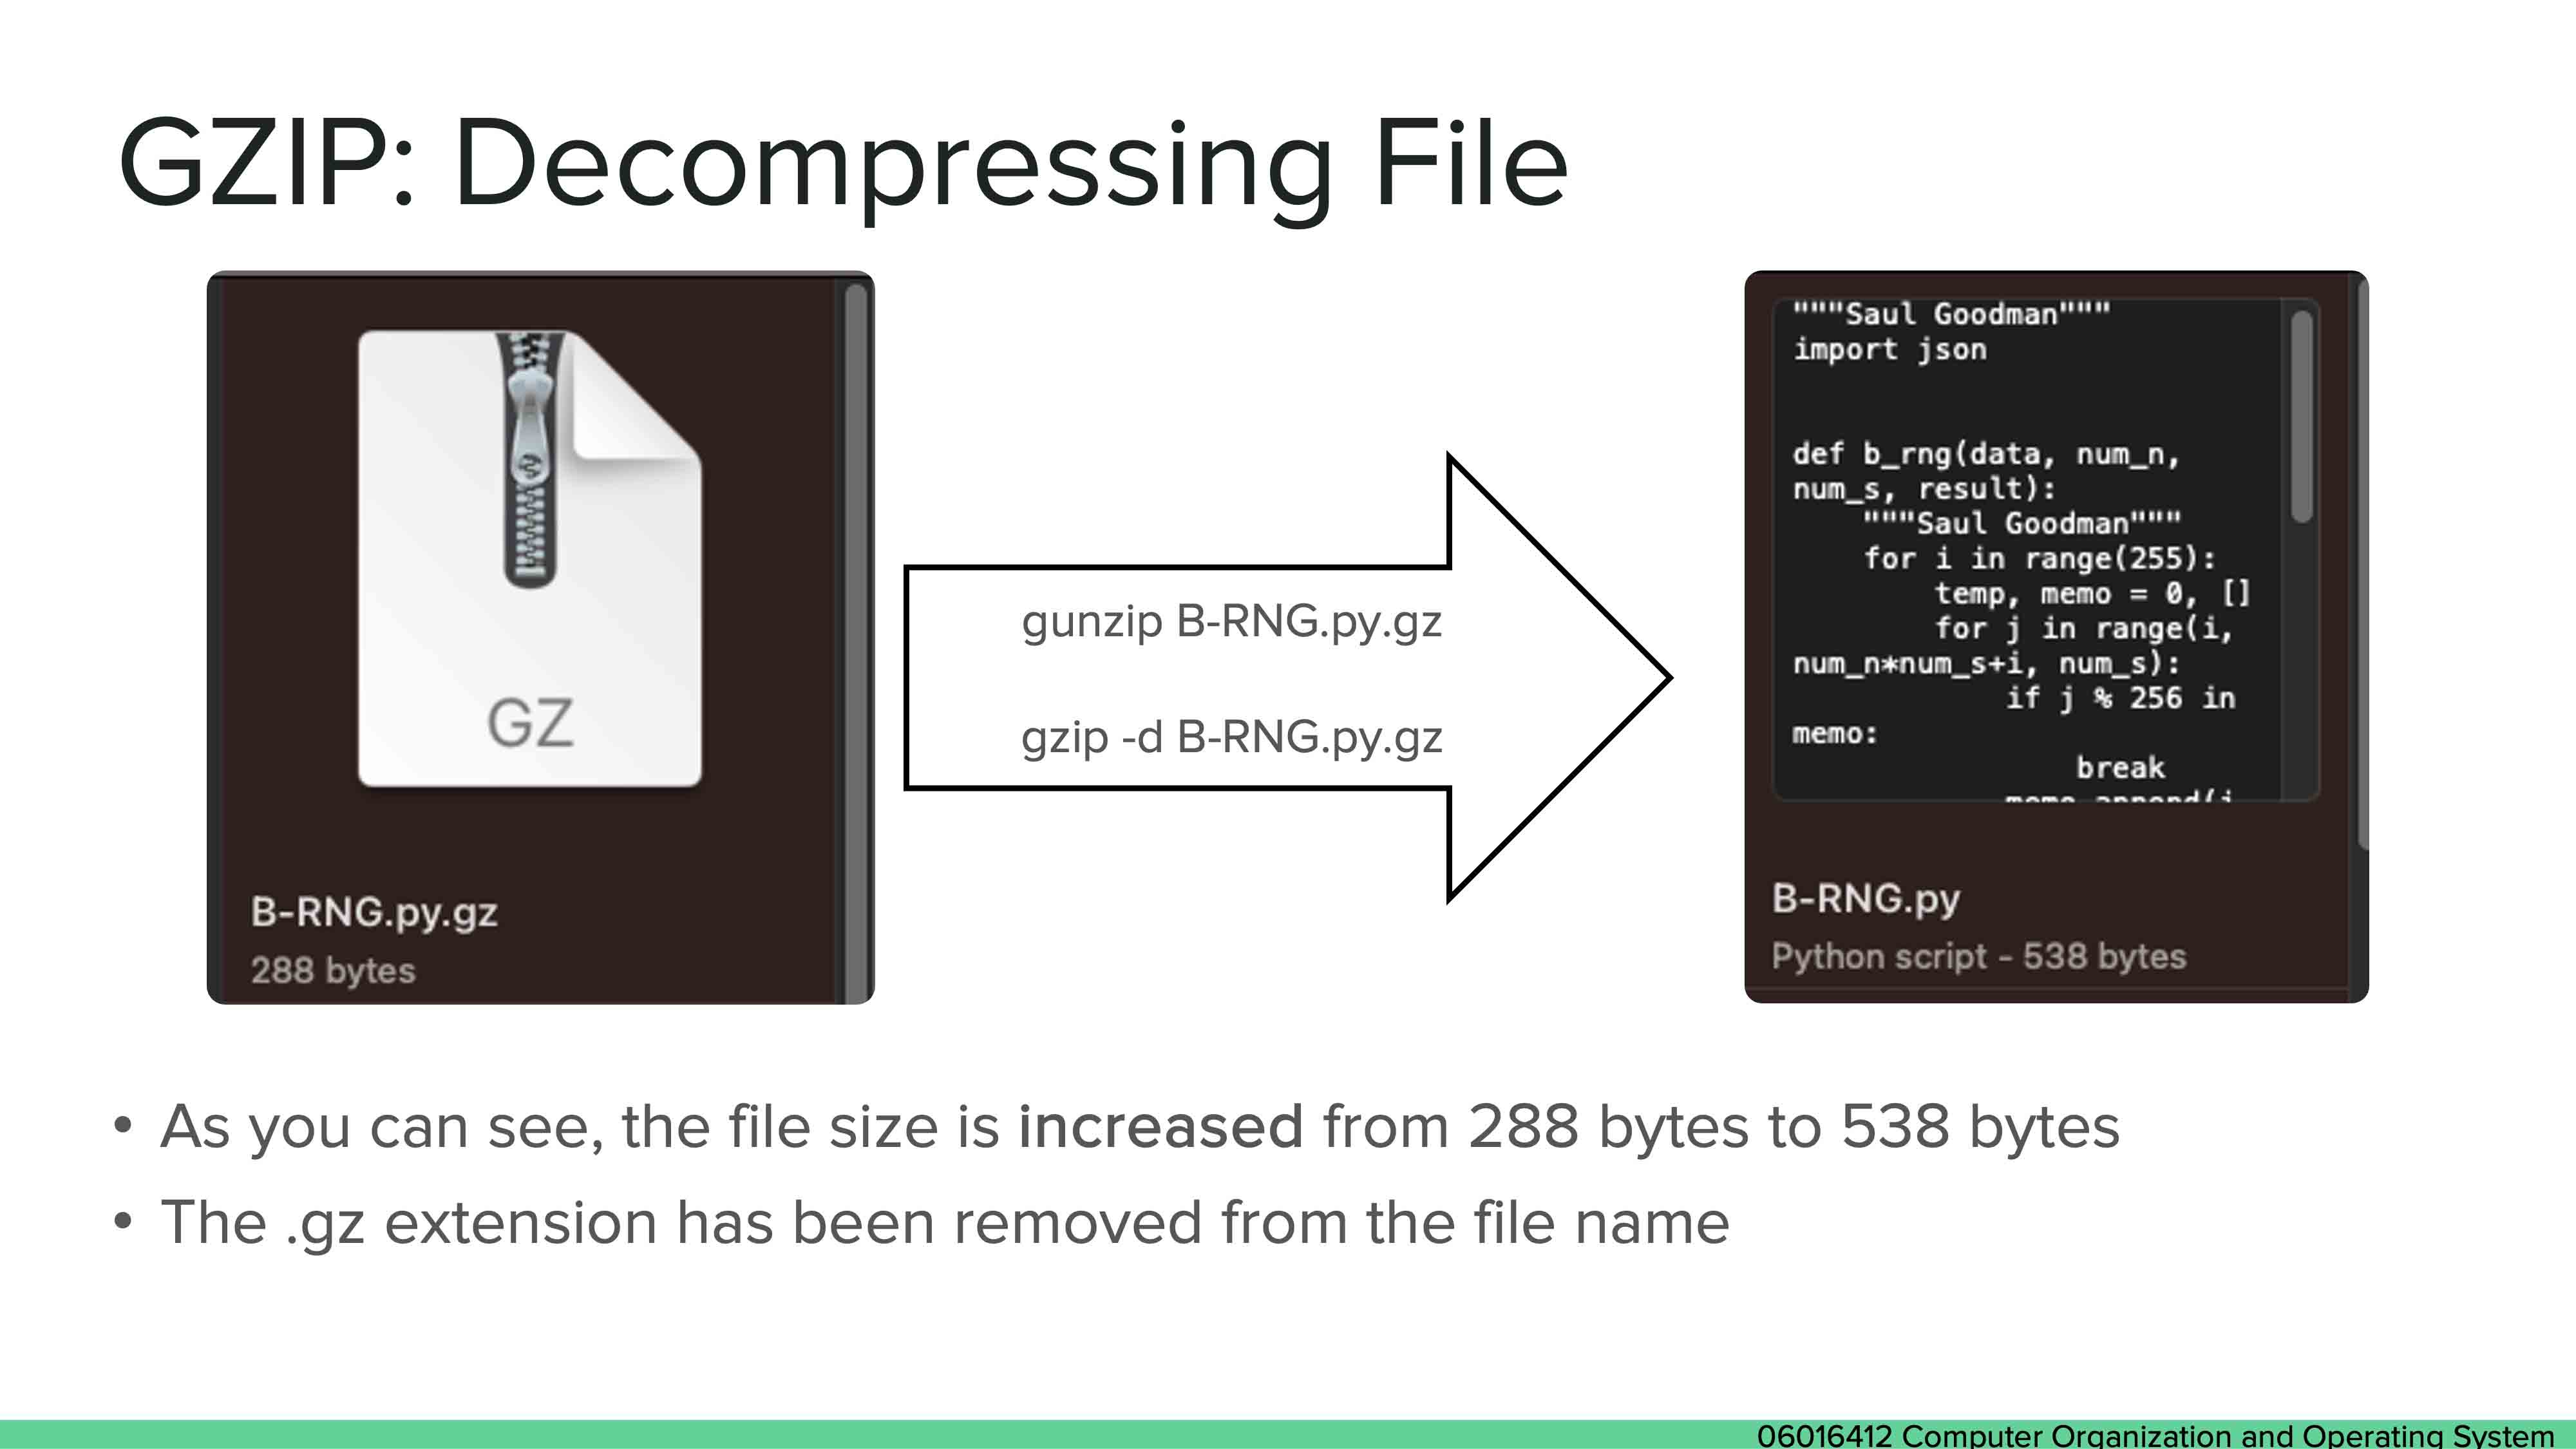 GZIP: Decompressing File
GZ
B-RNG.py.gz
288 bytes
gunzip B-RNG.py.gz
gzip -d B-RNG.py.gz
"""Saul Goodman"""
import json
def b_rng(data, num_n,
num_s, result):
"""Saul Goodman"""
for i in range(255):
temp, memo = 0, []
for j in range(i,
num_n*num_s+i, num_s):
if j % 256 in
memo:
break
memo.append(j
B-RNG.py
Python script - 538 bytes
• As you can see, the file size is increased from 288 bytes to 538 bytes
• The .gz extension has been removed from the file name
06016412 Computer Organization and Operating System